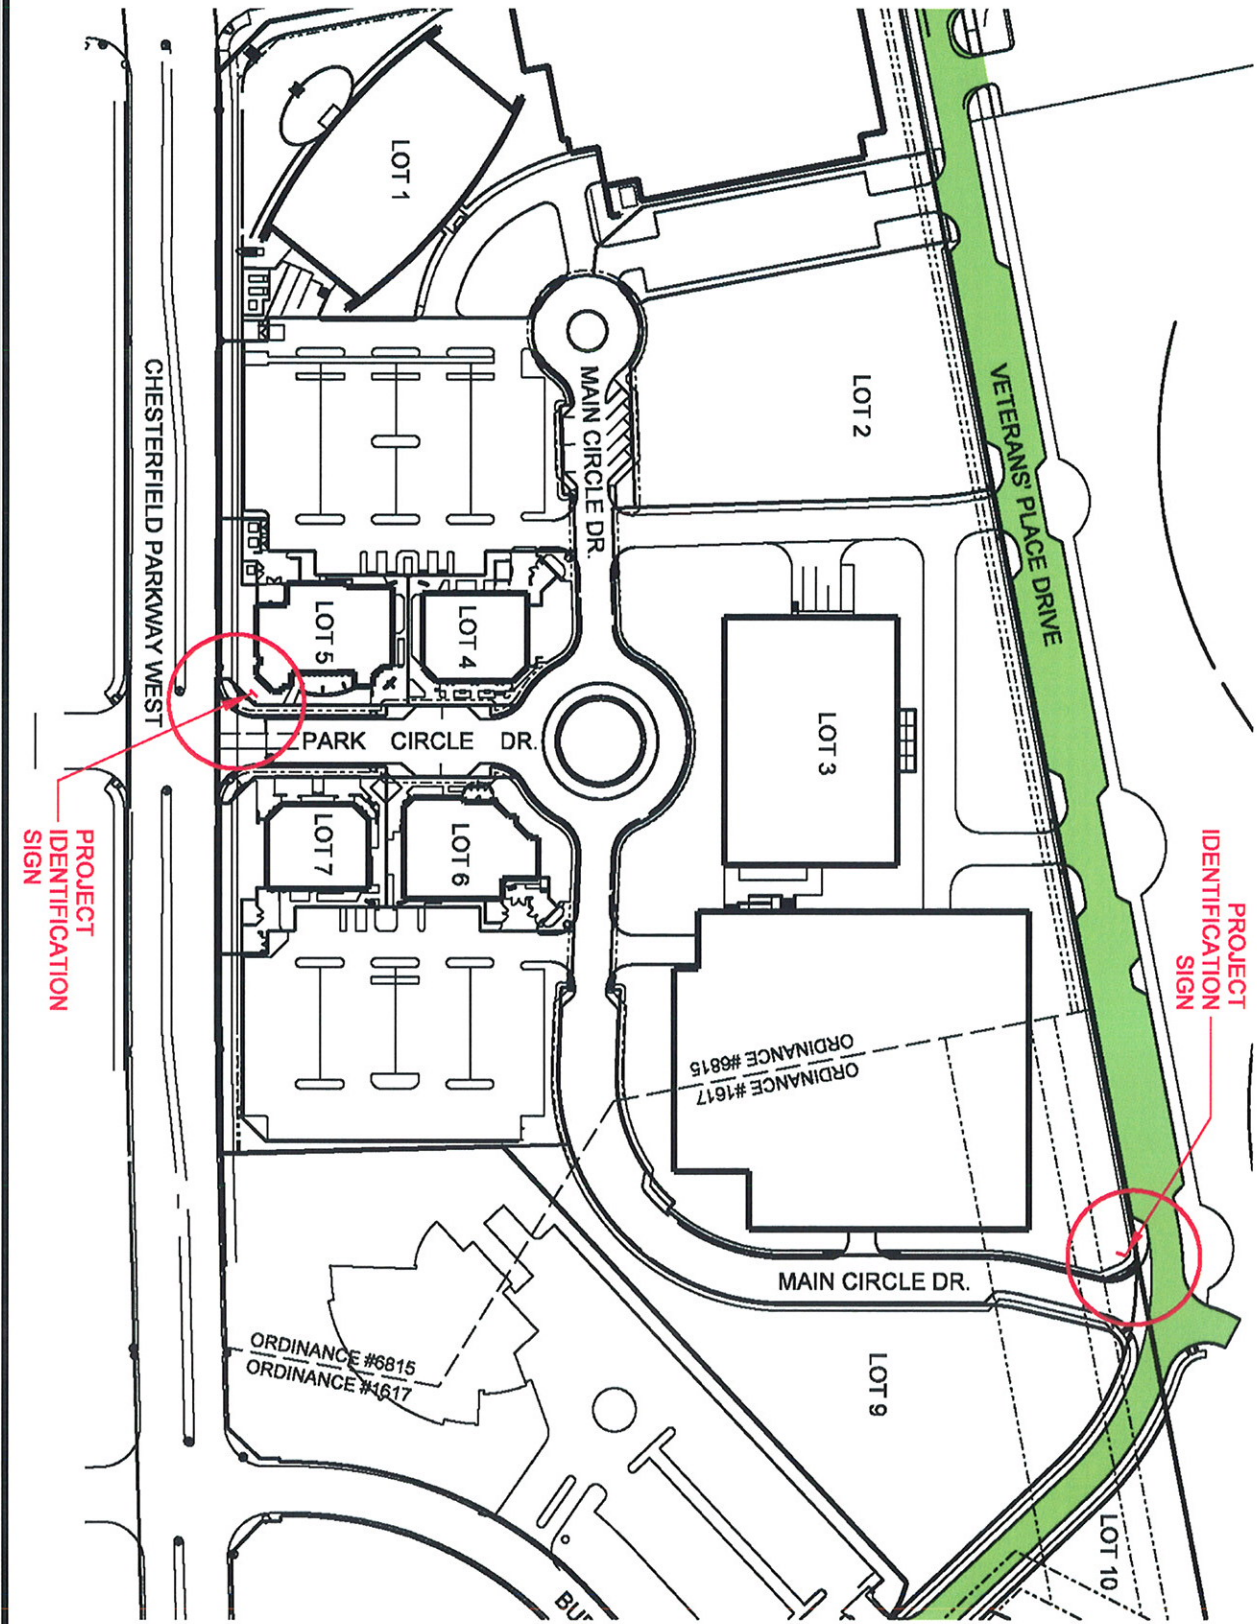 LOT 1
LOT 2
VETERANS' PLACE DRIVE
MAIN CIRCLE DR.
CHESTERFIELD PARKWAY WEST
LOT 5
LOT 4
LOT 3
PARK CIRCLE DR.
LOT 7
LOT 6
PROJECT
IDENTIFICATION
SIGN
PROJECT
IDENTIFICATION
SIGN
ORDINANCE #6815
ORDINANCE #1617
MAIN CIRCLE DR.
ORDINANCE #6815
ORDINANCE #1617
LOT 9
LOT 10